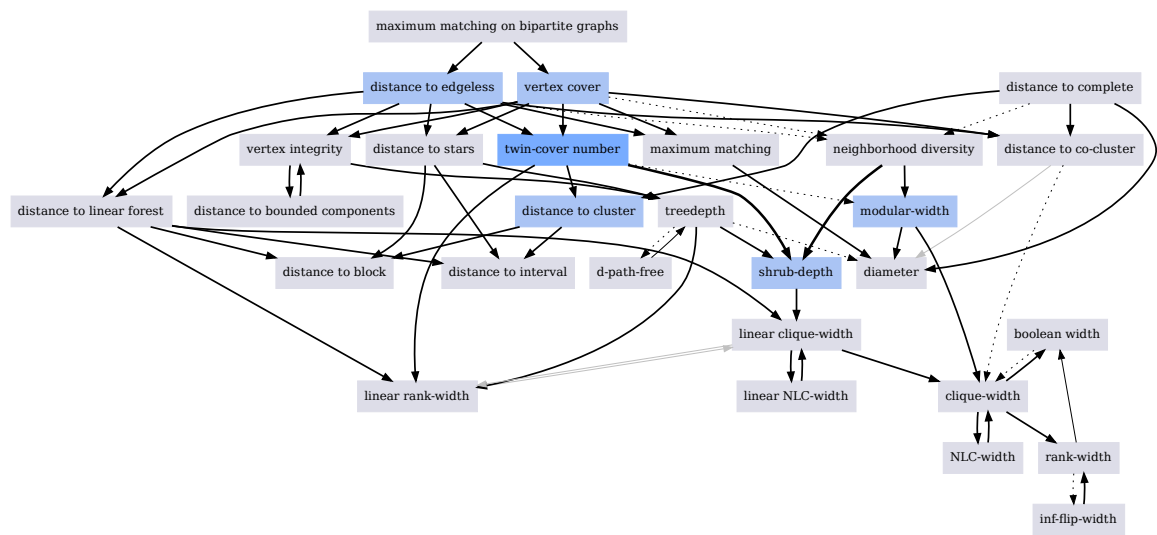 maximum matching on bipartite graphs
distance to edgeless
vertex cover
distance to complete
vertex integrity
distance to stars
twin-cover number
maximum matching
neighborhood diversity
distance to co-cluster
distance to linear forest
distance to bounded components
distance to cluster
treedepth
modular-width
distance to block
distance to interval
d-path-free
shrub-depth
diameter
linear clique-width
boolean width
linear rank-width
linear NLC-width
clique-width
NLC-width
rank-width
inf-flip-width